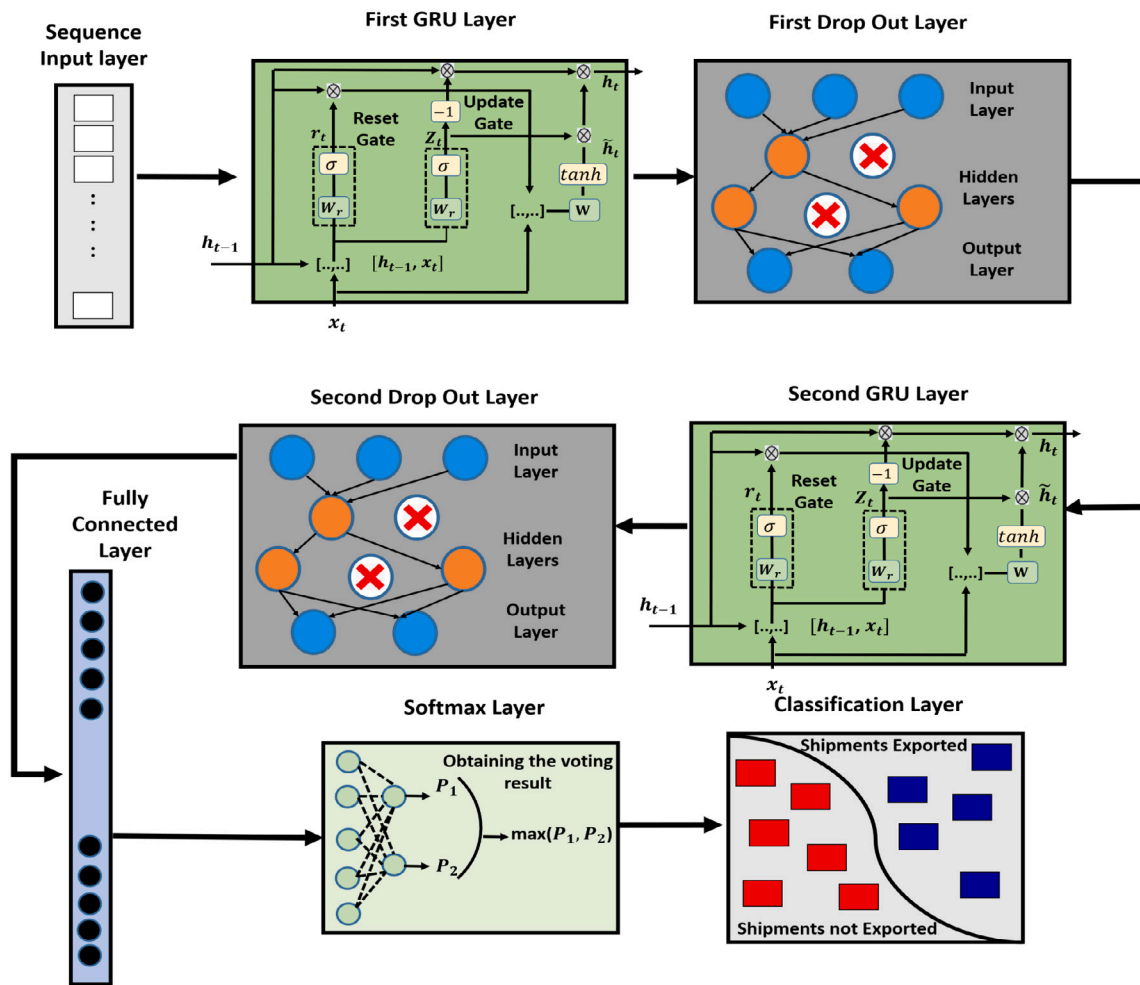 Sequence
Input layer
First GRU Layer
h_t
Update
Gate
Reset
Gate
r_t
Z_t
-1
h̃_t
σ
σ
tanh
W_r
W_r
[..,..]
W
h_{t-1}
[..,..]
[h_{t-1}, x_t]
x_t
First Drop Out Layer
Input
Layer
Hidden
Layers
Output
Layer
Second Drop Out Layer
Input
Layer
Hidden
Layers
Output
Layer
Second GRU Layer
h_t
Update
Gate
Reset
Gate
r_t
Z_t
-1
h̃_t
σ
σ
tanh
W_r
W_r
[..,..]
W
h_{t-1}
[..,..]
[h_{t-1}, x_t]
x_t
Fully
Connected
Layer
Softmax Layer
Obtaining the voting
result
P_1
max(P_1, P_2)
P_2
Classification Layer
Shipments Exported
Shipments not Exported